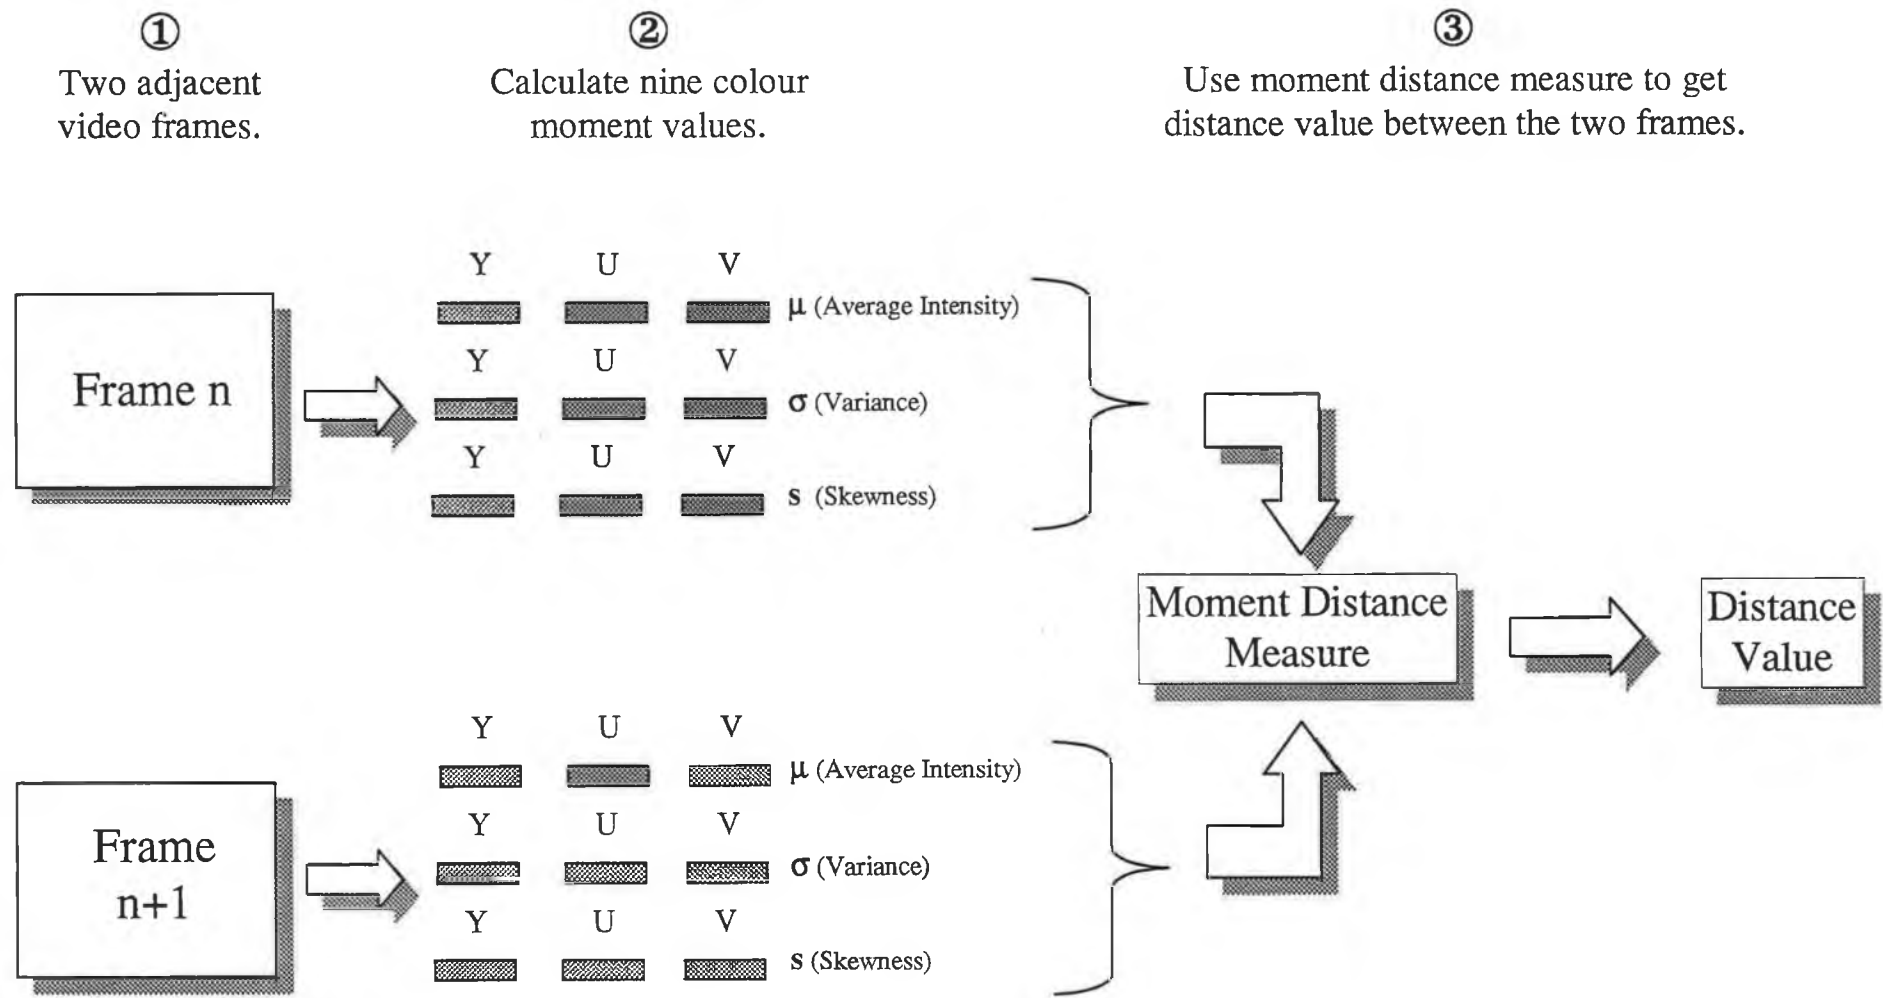 ①
Two adjacent
video frames.
②
Calculate nine colour
moment values.
③
Use moment distance measure to get
distance value between the two frames.
Frame n
Y U V
μ (Average Intensity)
Y U V
σ (Variance)
Y U V
s (Skewness)
Moment Distance
Measure
Distance
Value
Frame
n+1
Y U V
μ (Average Intensity)
Y U V
σ (Variance)
Y U V
s (Skewness)